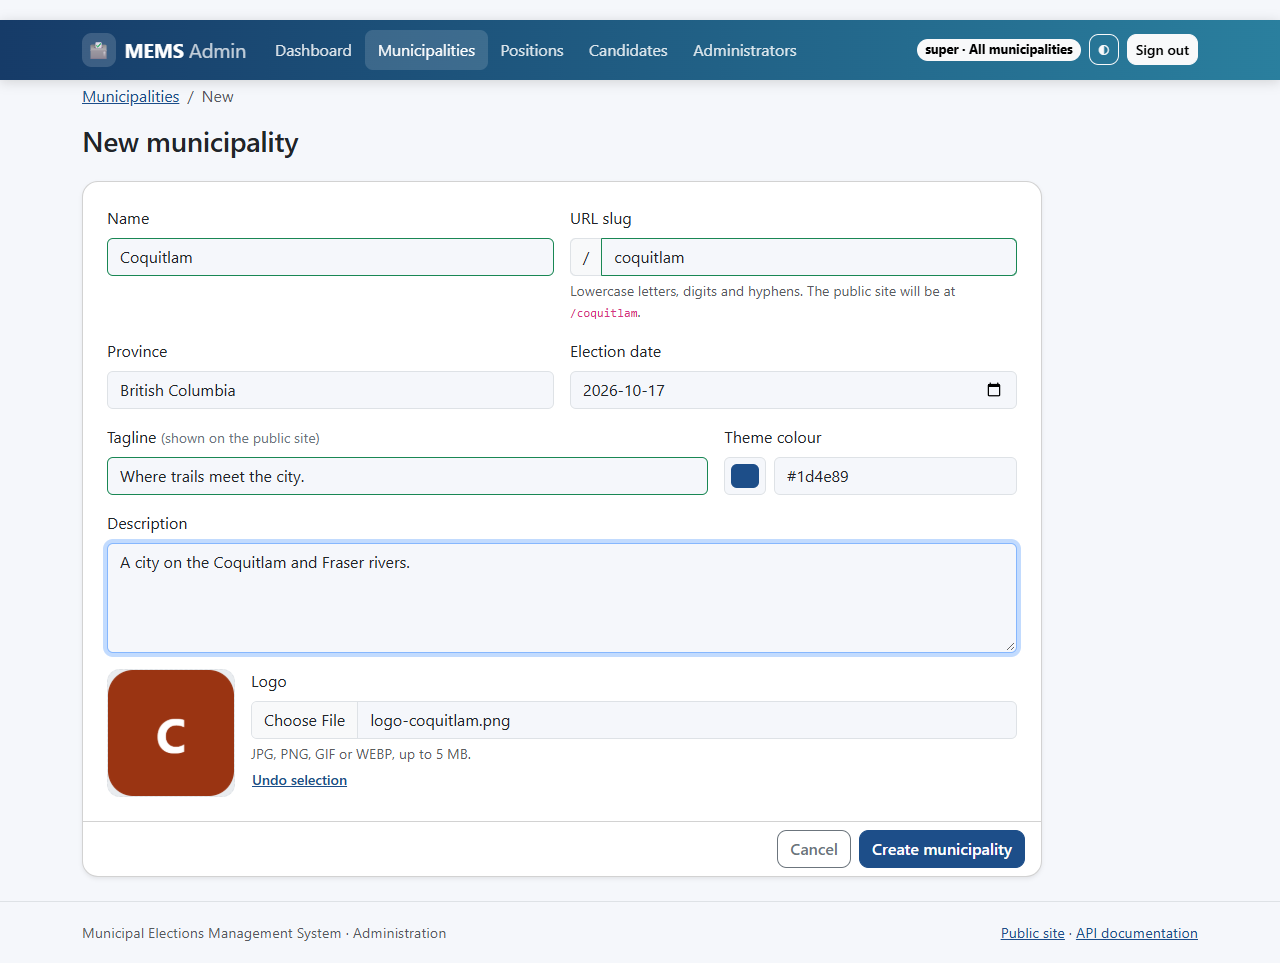 MEMS Admin Dashboard Municipalities Positions Candidates Administrators super · All municipalities Sign out
Municipalities / New
New municipality
Name URL slug
Coquitlam / coquitlam
Lowercase letters, digits and hyphens. The public site will be at
/coquitlam.
Province Election date
British Columbia 2026-10-17
Tagline (shown on the public site) Theme colour
Where trails meet the city. #1d4e89
Description
A city on the Coquitlam and Fraser rivers.
Logo
C
Choose File logo-coquitlam.png
JPG, PNG, GIF or WEBP, up to 5 MB.
Undo selection
Cancel Create municipality
Municipal Elections Management System · Administration Public site · API documentation